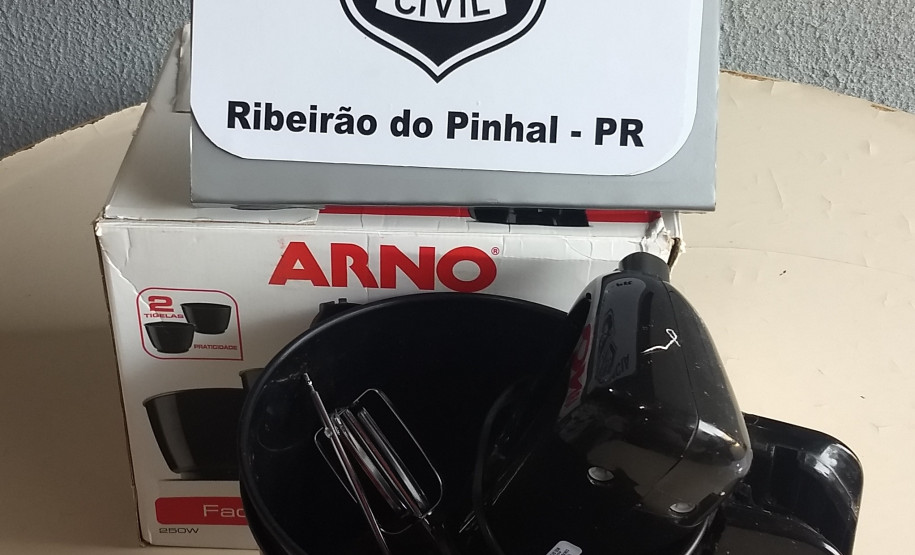 CIVIL
Ribeirão do Pinhal - PR
ARNO®
2
TIGELAS
PRATICIDADE
250W